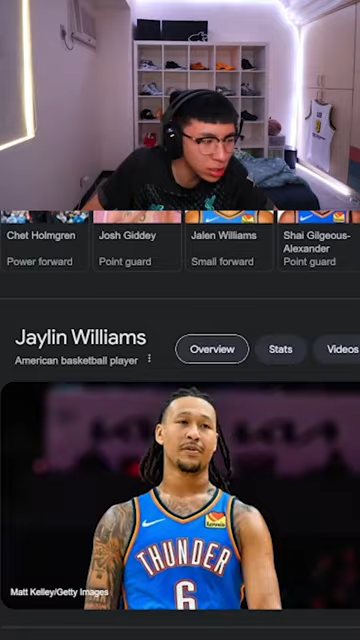 Chet Holmgren
Power forward
Josh Giddey
Point guard
Jalen Williams
Small forward
Shai Gilgeous-
Alexander
Point guard
Jaylin Williams
American basketball player
Overview
Stats
Videos
Love's
THUNDER
6
Matt Kelley/Getty Images